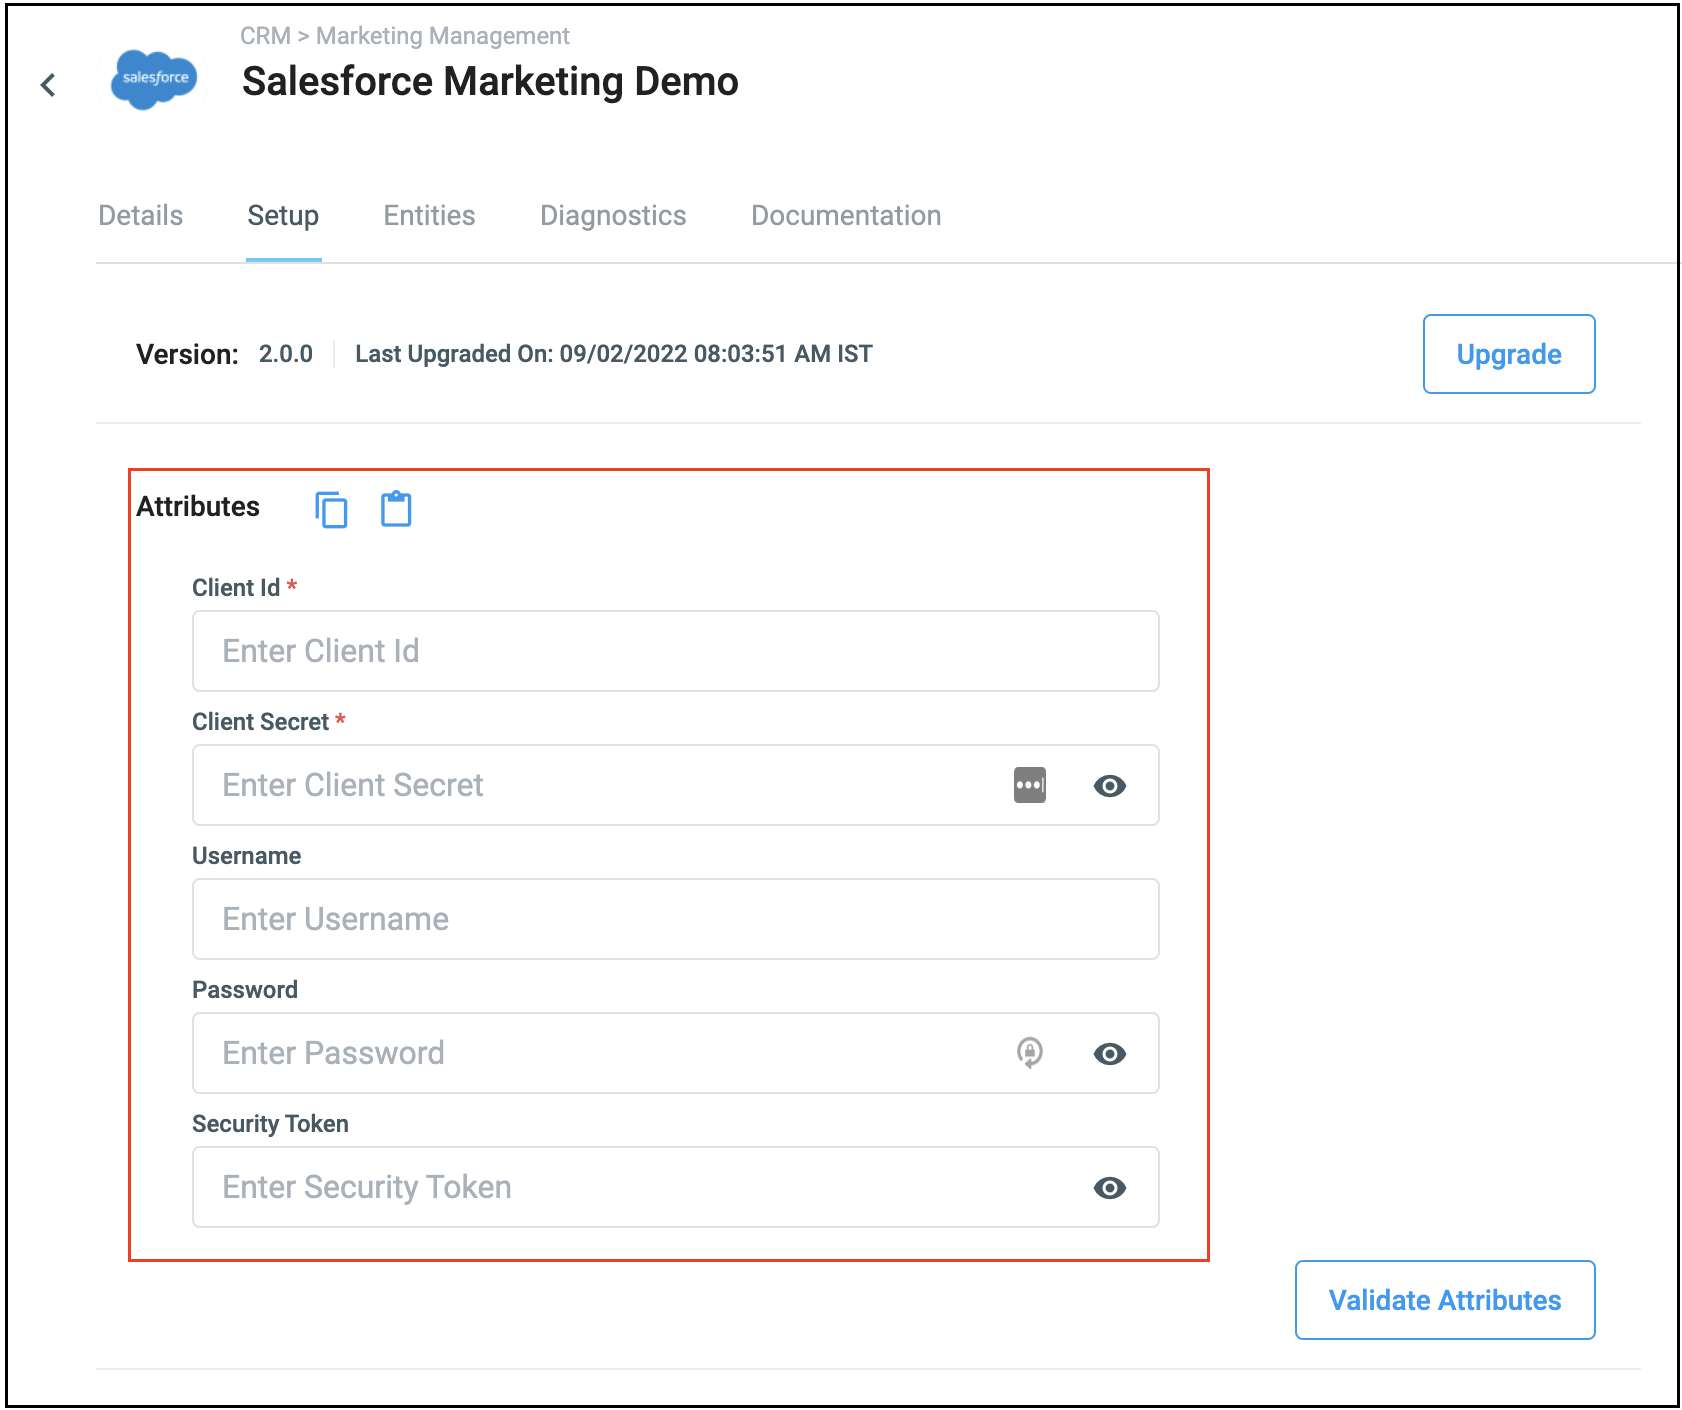 CRM > Marketing Management
salesforce
Salesforce Marketing Demo
Details Setup Entities Diagnostics Documentation
Version: 2.0.0 Last Upgraded On: 09/02/2022 08:03:51 AM IST Upgrade
Attributes
Client Id *
Enter Client Id
Client Secret *
Enter Client Secret
Username
Enter Username
Password
Enter Password
Security Token
Enter Security Token
Validate Attributes